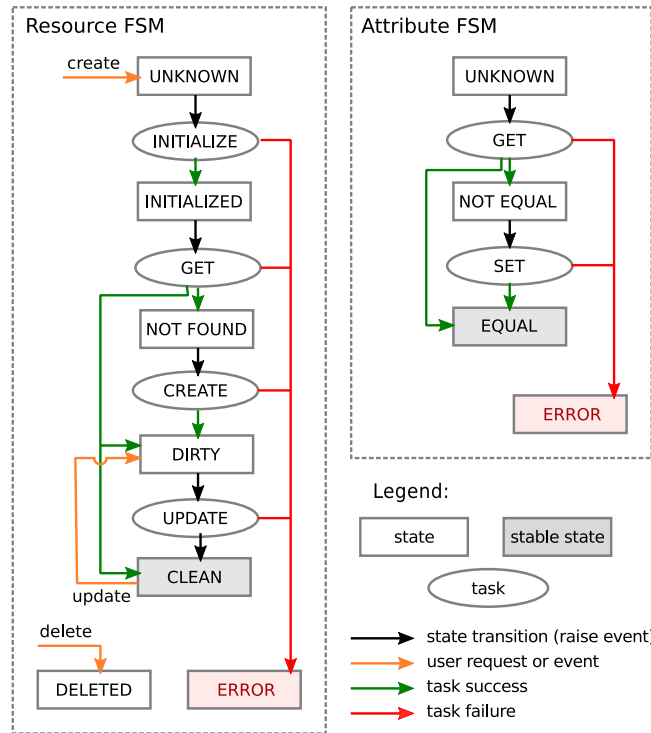 Resource FSM
create
UNKNOWN
INITIALIZE
INITIALIZED
GET
NOT FOUND
CREATE
DIRTY
UPDATE
CLEAN
update
delete
DELETED
ERROR
Attribute FSM
UNKNOWN
GET
NOT EQUAL
SET
EQUAL
ERROR
Legend:
state
stable state
task
state transition (raise event)
user request or event
task success
task failure